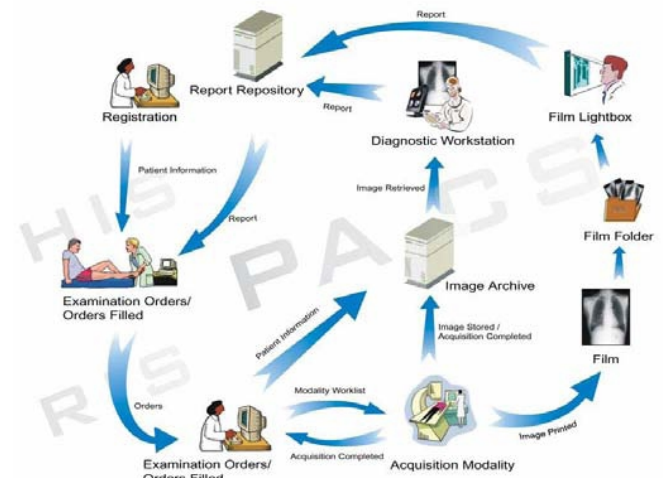 Report
Report Repository
Registration
Report
Film Lightbox
Diagnostic Workstation
Patient Information
Image Retrieved
Report
HIS
PACS
Film Folder
Examination Orders/
Orders Filled
Image Archive
Patient Information
Image Stored /
Acquisition Completed
Film
RIS
Orders
Modality Worklist
Image Printed
Acquisition Completed
Examination Orders/
Orders Filled
Acquisition Modality